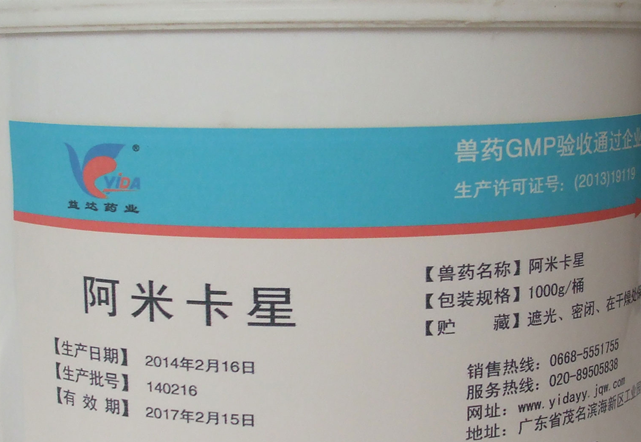 YIDA
®
益达药业
兽药GMP验收通过企业
生产许可证号：(2013)19119
阿米卡星
【生产日期】 2014年2月16日
【生产批号】 140216
【有 效 期】 2017年2月15日
【兽药名称】阿米卡星
【包装规格】1000g/桶
【贮 藏】遮光、密闭、在干燥处保
销售热线：0668-5551755
服务热线：020-89505838
网址：www.yidayy.jqw.com
地址：广东省茂名滨海新区工业